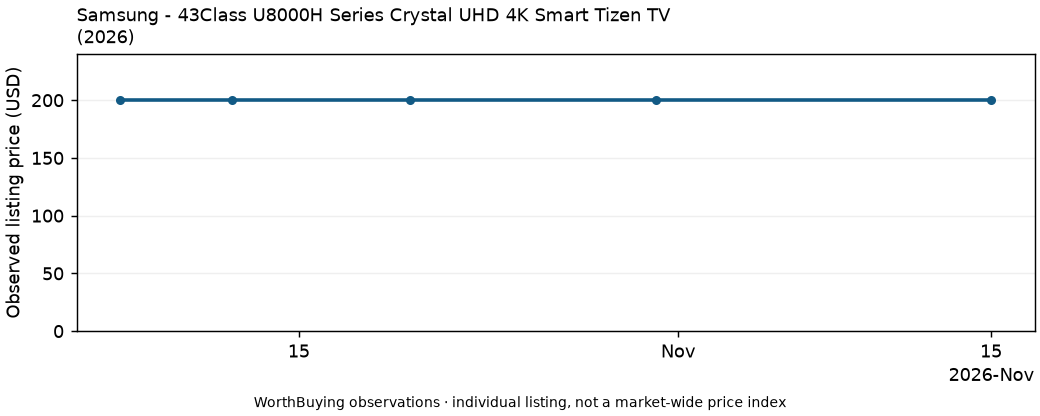 Samsung - 43Class U8000H Series Crystal UHD 4K Smart Tizen TV
(2026)
Observed listing price (USD)
200
150
100
50
0
15
Nov
15
2026-Nov
WorthBuying observations · individual listing, not a market-wide price index